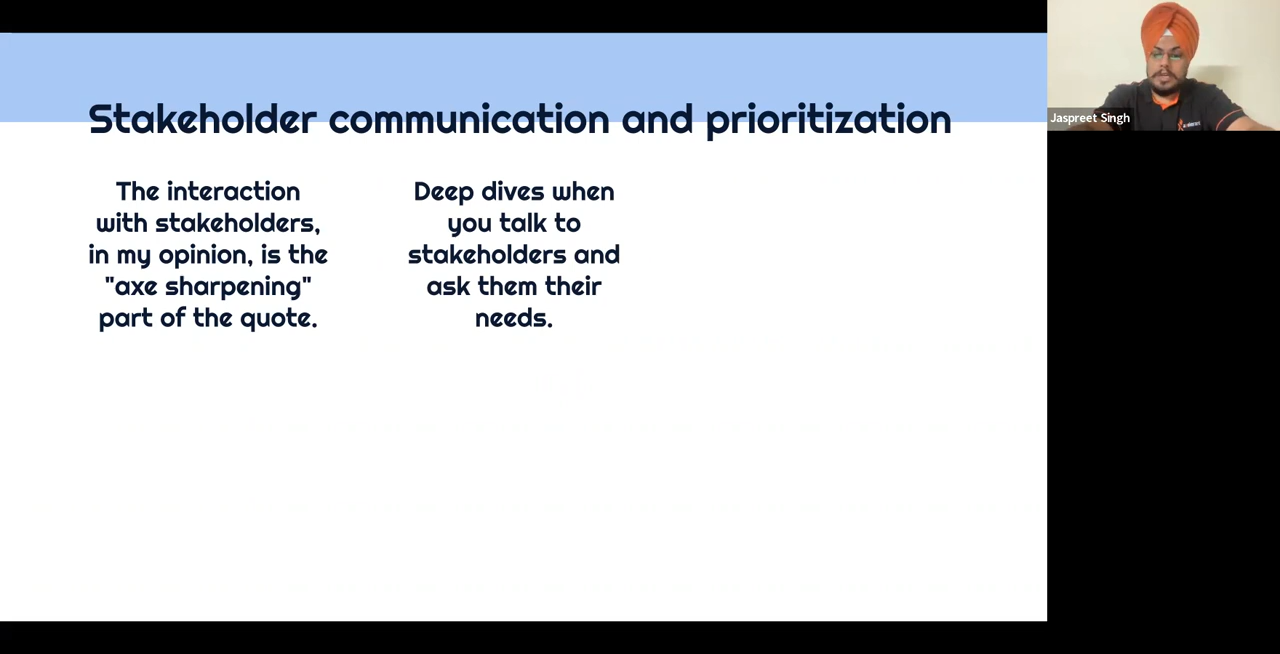 Stakeholder communication and prioritization
The interaction
with stakeholders,
in my opinion, is the
"axe sharpening"
part of the quote.
Deep dives when
you talk to
stakeholders and
ask them their
needs.
Jaspreet Singh